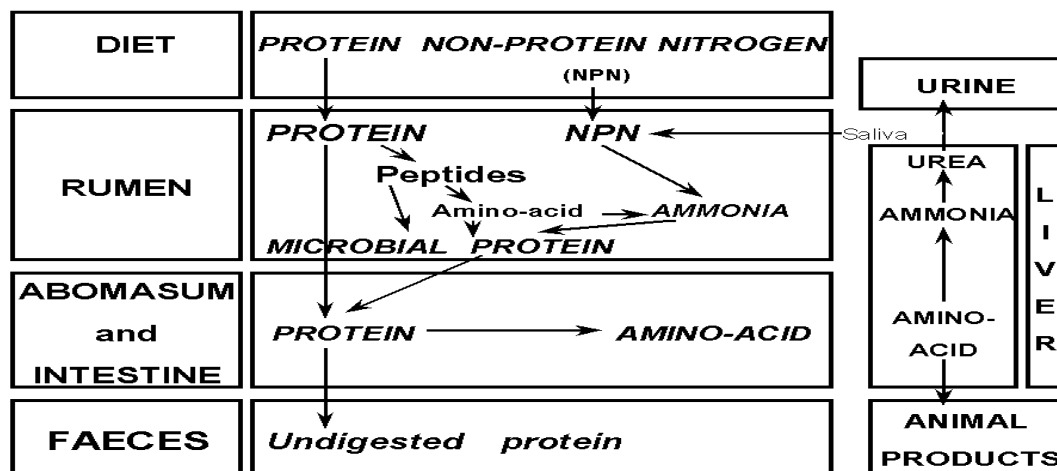 DIET
PROTEIN NON-PROTEIN NITROGEN
(NPN)
URINE
RUMEN
PROTEIN
NPN
Saliva
Peptides
Amino-acid
AMMONIA
MICROBIAL PROTEIN
UREA
AMMONIA
AMINO-
ACID
LIVER
ABOMASUM
and
INTESTINE
PROTEIN
AMINO-ACID
FAECES
Undigested protein
ANIMAL
PRODUCTS